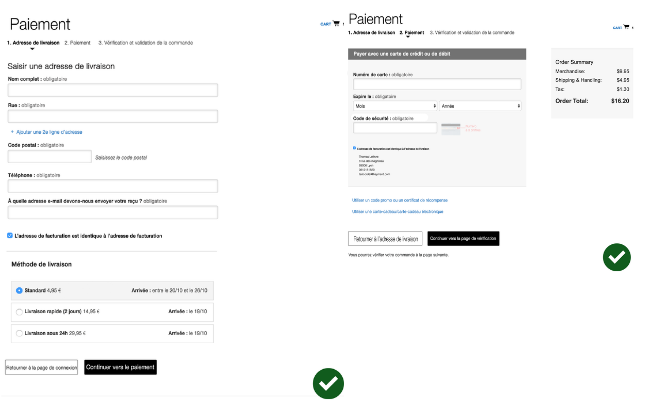 Paiement
CART
1. Adresse de livraison 2. Paiement 3. Vérification et validation de la commande
Saisir une adresse de livraison
Nom complet : obligatoire
Rue : obligatoire
+ Ajouter une 2e ligne d'adresse
Code postal : obligatoire
Saisissez le code postal
Téléphone : obligatoire
À quelle adresse e-mail devons-nous envoyer votre reçu ? obligatoire
L'adresse de facturation est identique à l'adresse de facturation
Méthode de livraison
Standard 4,95 € Arrivée : entre le 20/10 et le 26/10
Livraison rapide (2 jours) 14,95 € Arrivée : le 19/10
Livraison sous 24h 29,95 € Arrivée : le 18/10
Retourner à la page de connexion Continuer vers le paiement
Paiement
CART
1. Adresse de livraison 2. Paiement 3. Vérification et validation de la commande
Payer avec une carte de crédit ou de débit
Numéro de carte : obligatoire
Expire le : obligatoire
Mois Année
Code de sécurité : obligatoire
Utiliser un code promo ou un certificat de récompense
Utiliser une carte-cadeau/carte-cadeau électronique
Retourner à l'adresse de livraison Continuer vers la page de vérification
Vous pourrez vérifier votre commande à la page suivante.
Order Summary
Merchandise: $9.95
Shipping & Handling: $4.95
Tax: $1.30
Order Total: $16.20